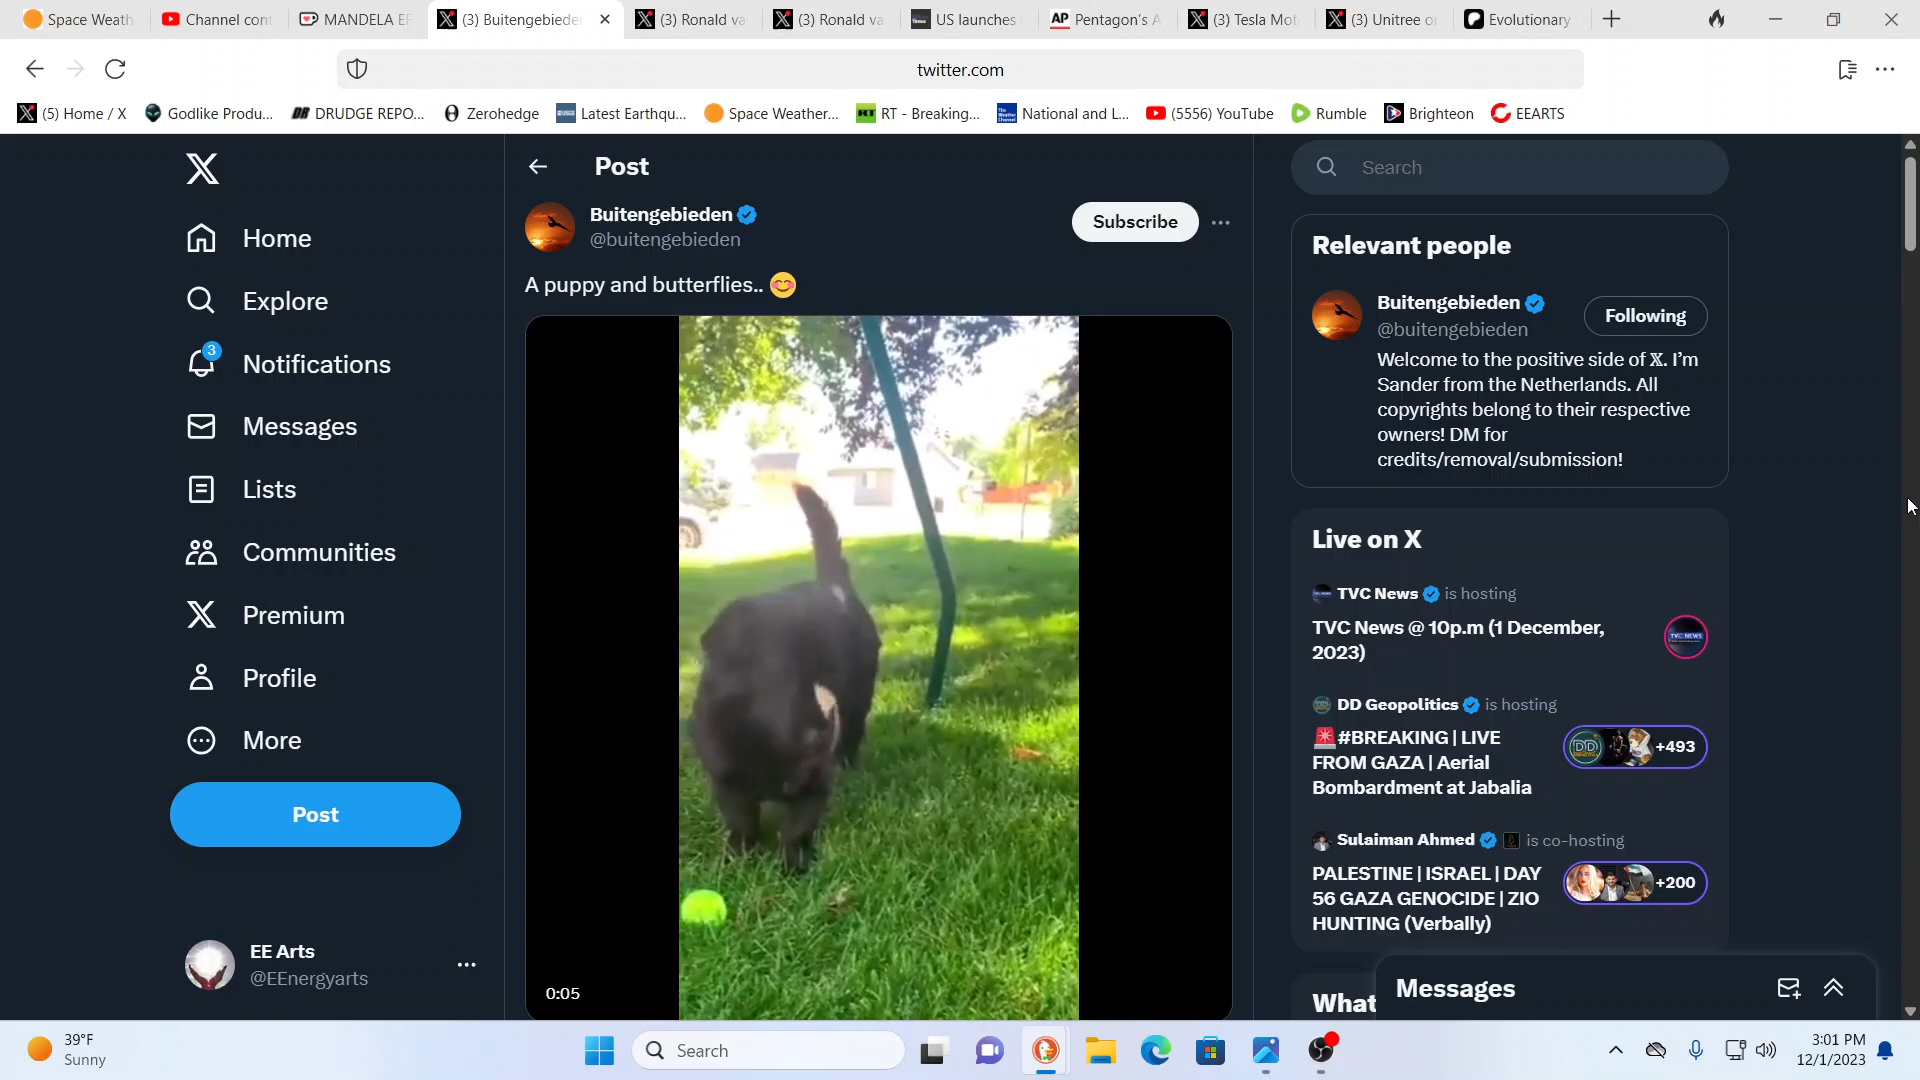 Space Weath
Channel cont
MANDELA EF
(3) Buitengebieden
(3) Ronald va
(3) Ronald va
US launches
AP Pentagon's A
(3) Tesla Mot
(3) Unitree on
Evolutionary
twitter.com
(5) Home / X
Godlike Produ...
DR DRUDGE REPO...
Zerohedge
Latest Earthqu...
Space Weather...
RT RT - Breaking...
National and L...
(5556) YouTube
Rumble
Brighteon
EEARTS
Home
Explore
3
Notifications
Messages
Lists
Communities
Premium
Profile
More
Post
EE Arts
@EEnergyarts
Post
Buitengebieden
@buitengebieden
Subscribe
A puppy and butterflies.. 😊
0:05
Search
Relevant people
Buitengebieden
@buitengebieden
Following
Welcome to the positive side of 𝕏. I'm
Sander from the Netherlands. All
copyrights belong to their respective
owners! DM for
credits/removal/submission!
Live on X
TVC News is hosting
TVC News @ 10p.m (1 December,
2023)
TVC NEWS
DD Geopolitics is hosting
🚨#BREAKING | LIVE
FROM GAZA | Aerial
Bombardment at Jabalia
DD
+493
Sulaiman Ahmed is co-hosting
PALESTINE | ISRAEL | DAY
56 GAZA GENOCIDE | ZIO
HUNTING (Verbally)
+200
What
Messages
39°F
Sunny
Search
3:01 PM
12/1/2023